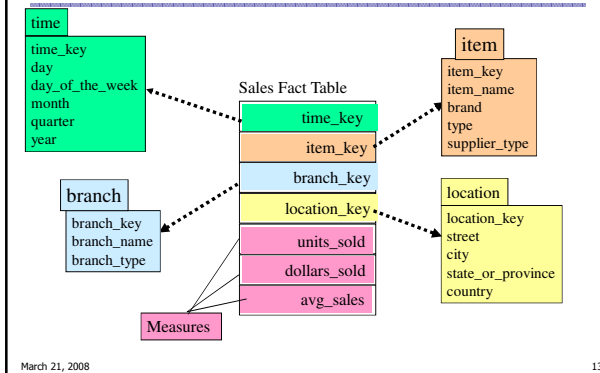 time
time_key
day
day_of_the_week
month
quarter
year
item
item_key
item_name
brand
type
supplier_type
Sales Fact Table
time_key
item_key
branch_key
location_key
units_sold
dollars_sold
avg_sales
branch
branch_key
branch_name
branch_type
location
location_key
street
city
state_or_province
country
Measures
March 21, 2008
13